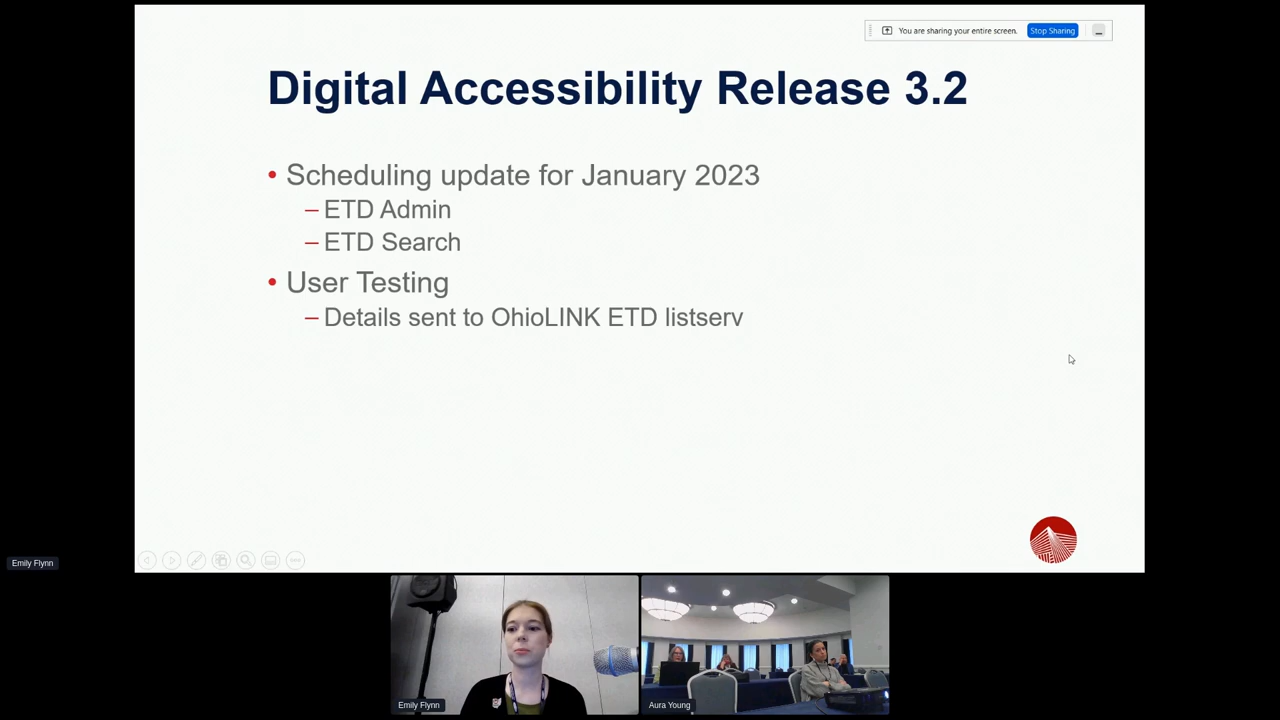 You are sharing your entire screen. Stop Sharing
Digital Accessibility Release 3.2
• Scheduling update for January 2023
– ETD Admin
– ETD Search
• User Testing
– Details sent to OhioLINK ETD listserv
Emily Flynn
Emily Flynn
Aura Young